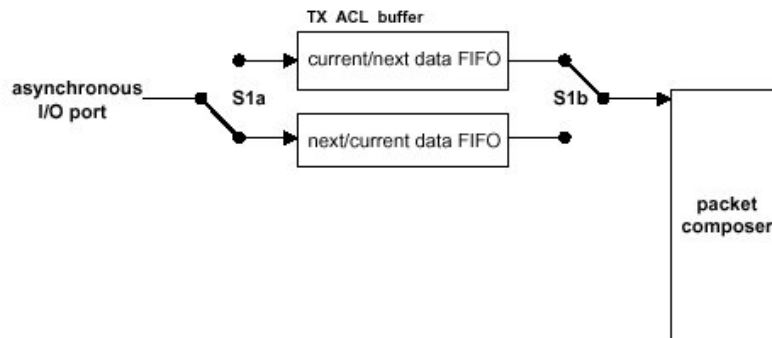 TX ACL buffer
current/next data FIFO
asynchronous
I/O port
S1a
S1b
next/current data FIFO
packet
composer